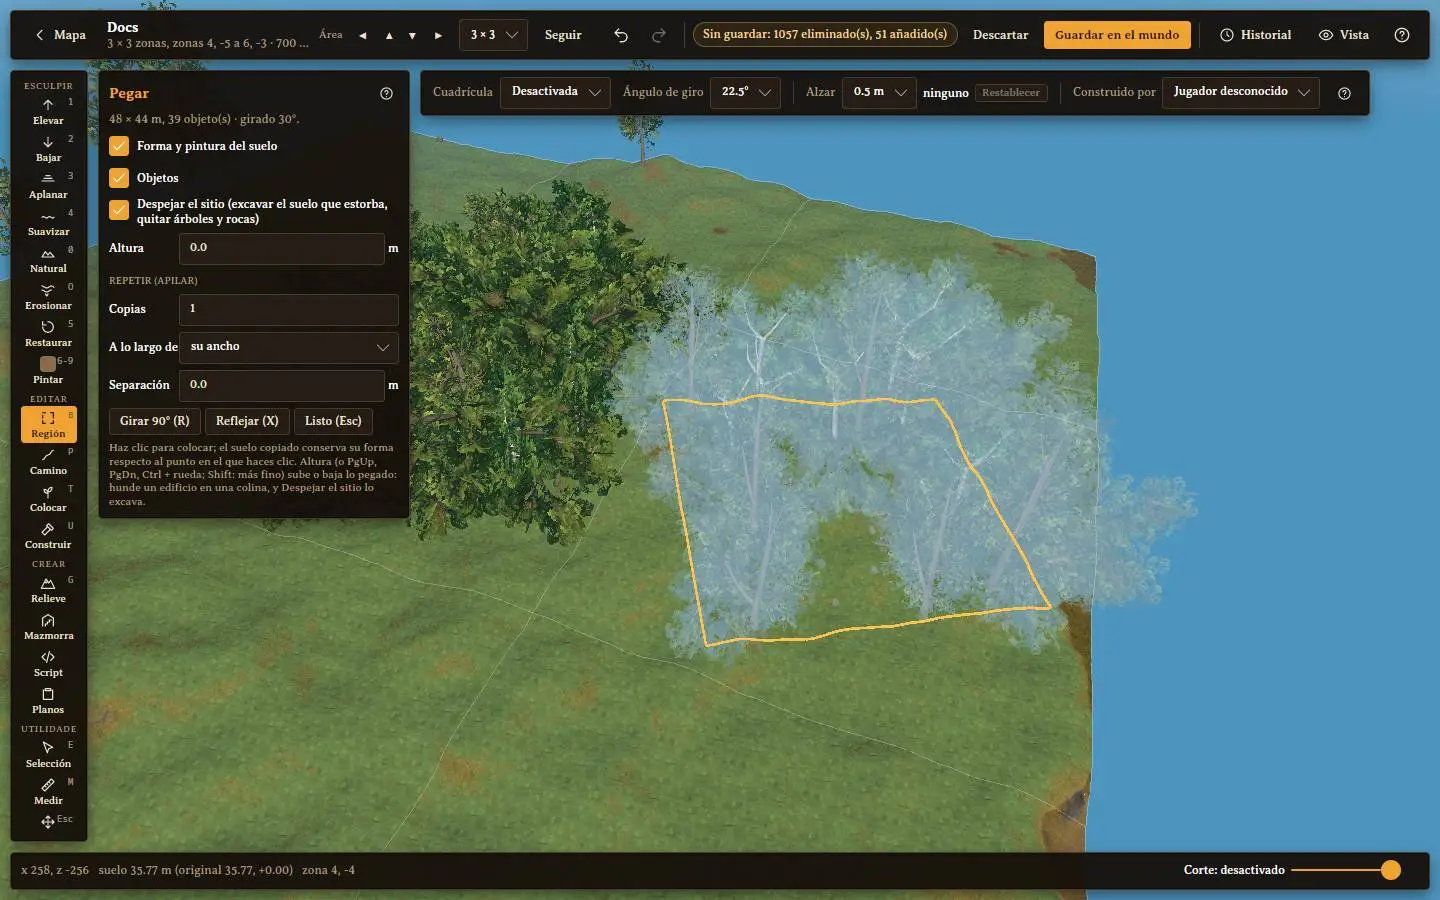 Mapa
Docs
3 × 3 zonas, zonas 4, -5 a 6, -3 · 700 ...
Área
3 × 3
Seguir
Sin guardar: 1057 eliminado(s), 51 añadido(s)
Descartar
Guardar en el mundo
Historial
Vista
ESCULPIR
1
Elevar
2
Bajar
3
Aplanar
4
Suavizar
0
Natural
O
Erosionar
5
Restaurar
6-9
Pintar
EDITAR
B
Región
P
Camino
T
Colocar
U
Construir
CREAR
G
Relieve
Mazmorra
Script
Planos
UTILIDADE
E
Selección
M
Medir
Esc
Pegar
48 × 44 m, 39 objeto(s) · girado 30°.
Forma y pintura del suelo
Objetos
Despejar el sitio (excavar el suelo que estorba,
quitar árboles y rocas)
Altura 0.0 m
REPETIR (APILAR)
Copias 1
A lo largo de su ancho
Separación 0.0 m
Girar 90° (R) Reflejar (X) Listo (Esc)
Haz clic para colocar; el suelo copiado conserva su forma
respecto al punto en el que haces clic. Altura (o PgUp,
PgDn, Ctrl + rueda; Shift: más fino) sube o baja lo pegado:
hunde un edificio en una colina, y Despejar el sitio lo
excava.
Cuadrícula Desactivada Ángulo de giro 22.5° Alzar 0.5 m ninguno Restablecer Construido por Jugador desconocido
x 258, z -256 suelo 35.77 m (original 35.77, +0.00) zona 4, -4
Corte: desactivado